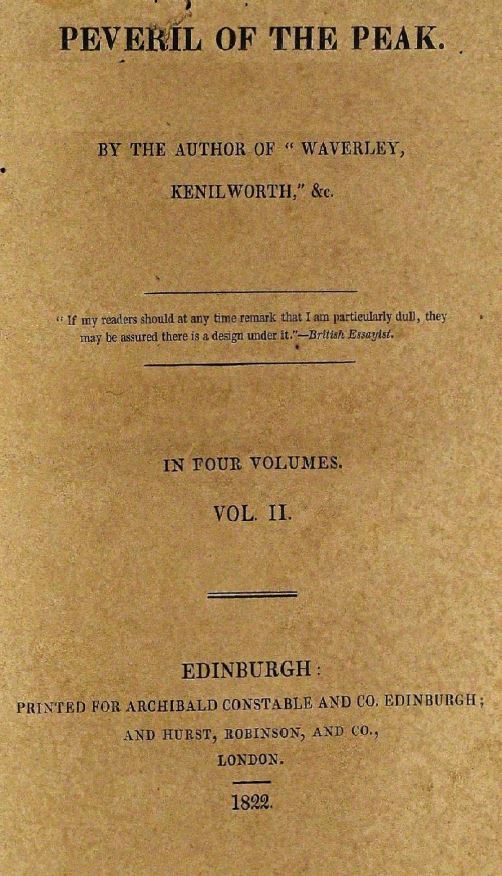 PEVERIL OF THE PEAK.
BY THE AUTHOR OF “ WAVERLEY,
KENILWORTH,” &c.
“ If my readers should at any time remark that I am particularly dull, they
may be assured there is a design under it.”—British Essayist.
IN FOUR VOLUMES.
VOL. II.
EDINBURGH:
PRINTED FOR ARCHIBALD CONSTABLE AND CO. EDINBURGH;
AND HURST, ROBINSON, AND CO.,
LONDON.
1822.